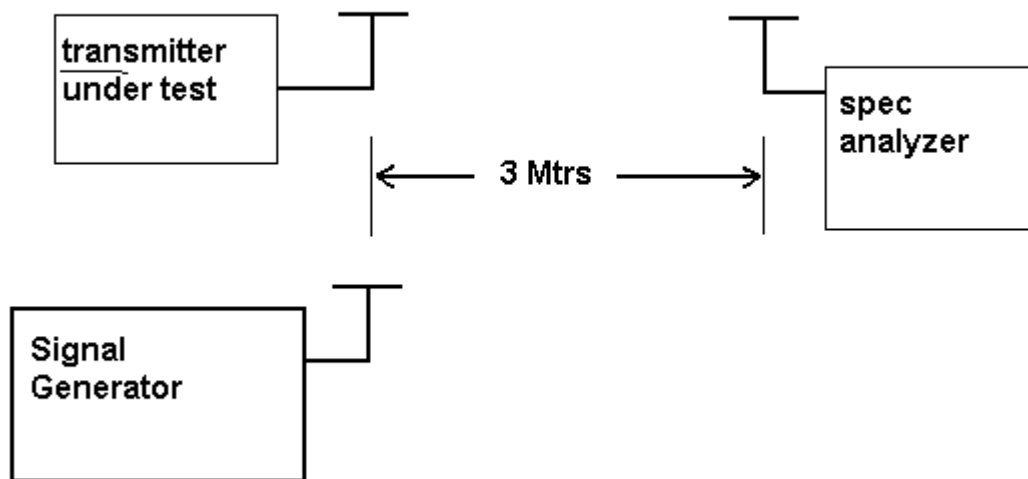 transmitter
under test
spec
analyzer
3 Mtrs
Signal
Generator